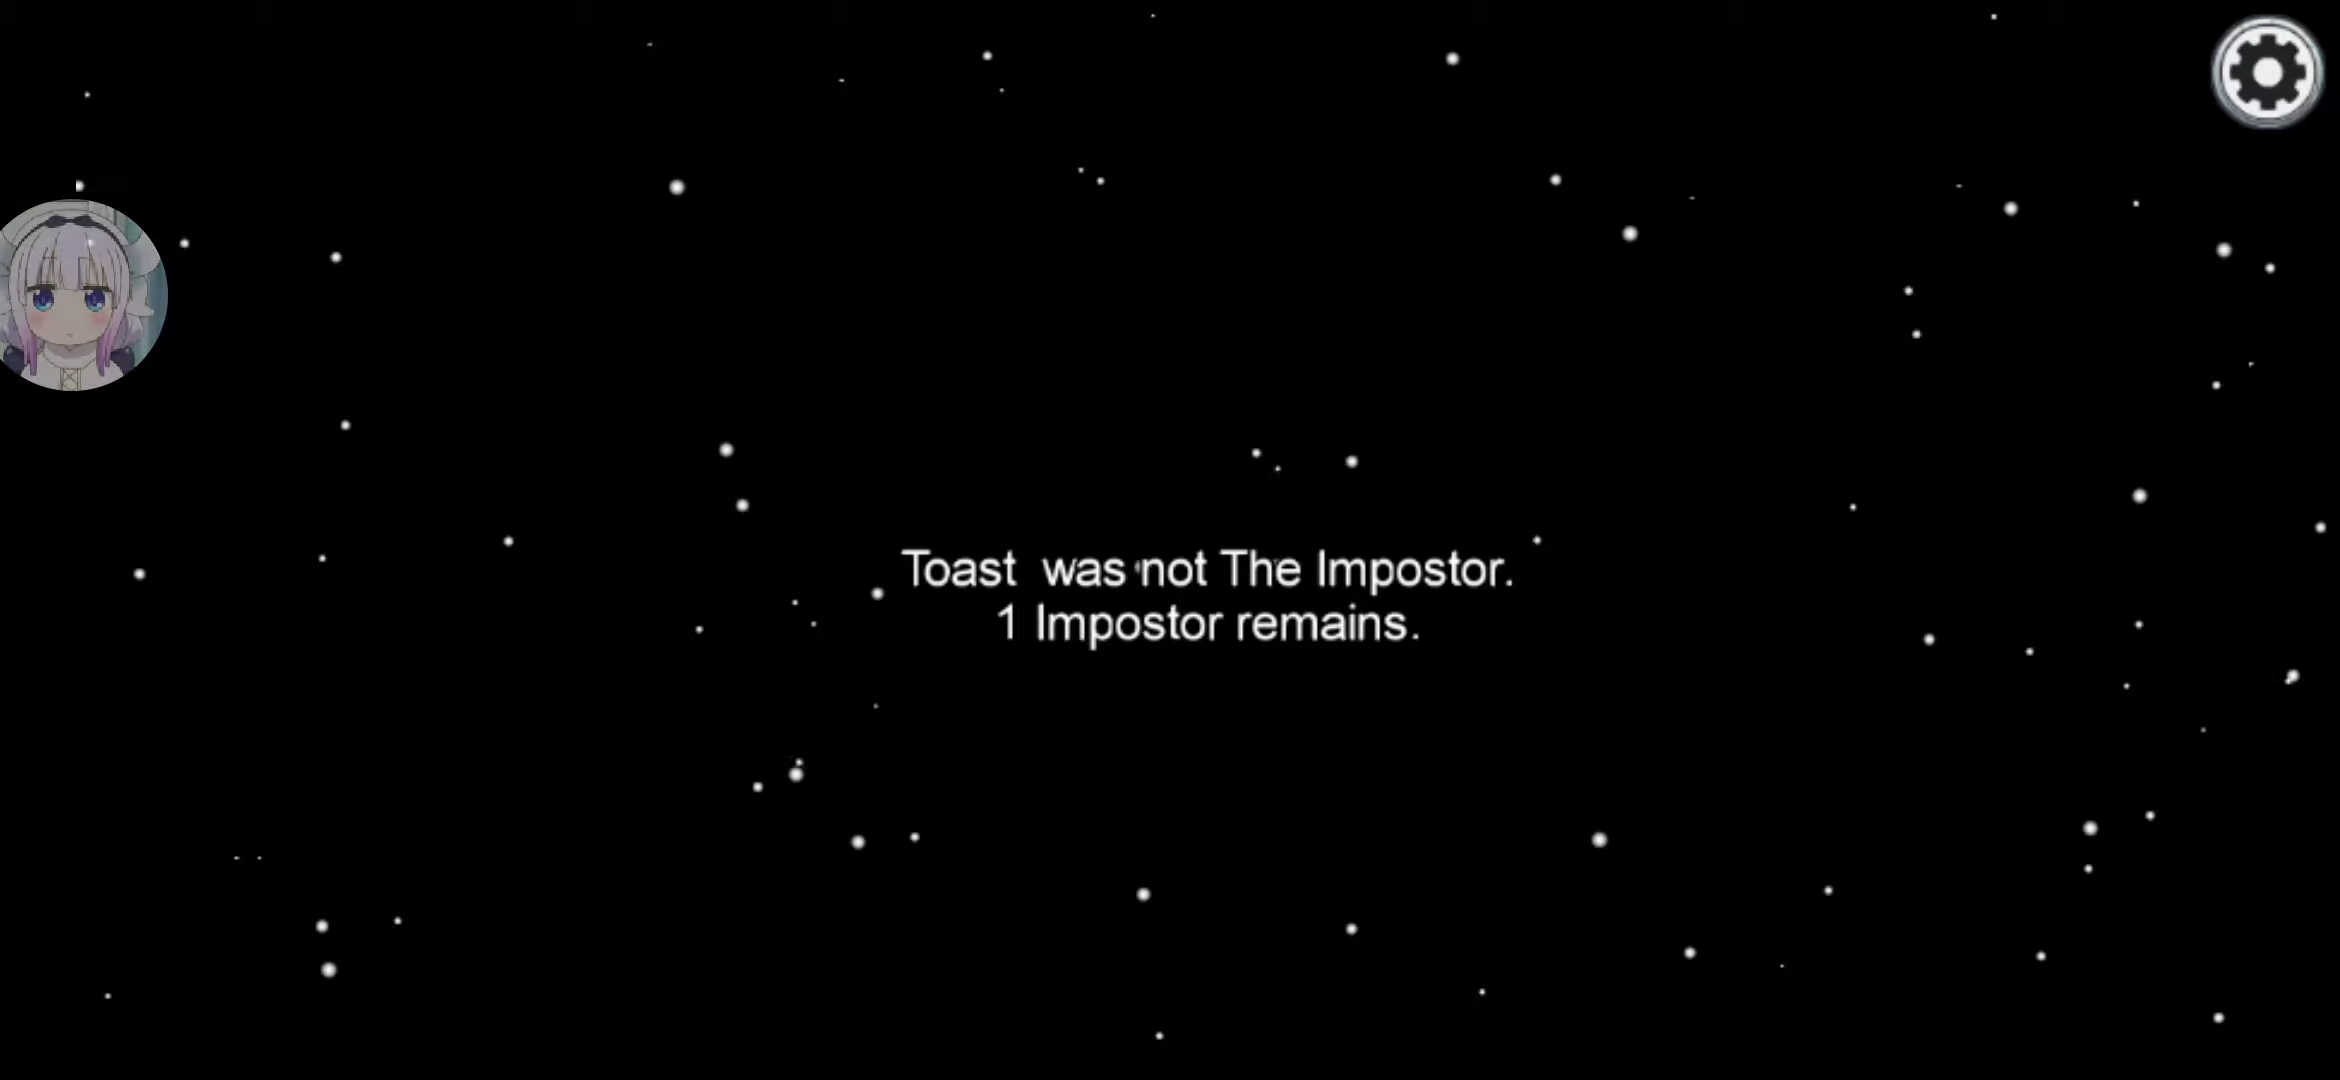 Toast  was not The Impostor.
1 Impostor remains.